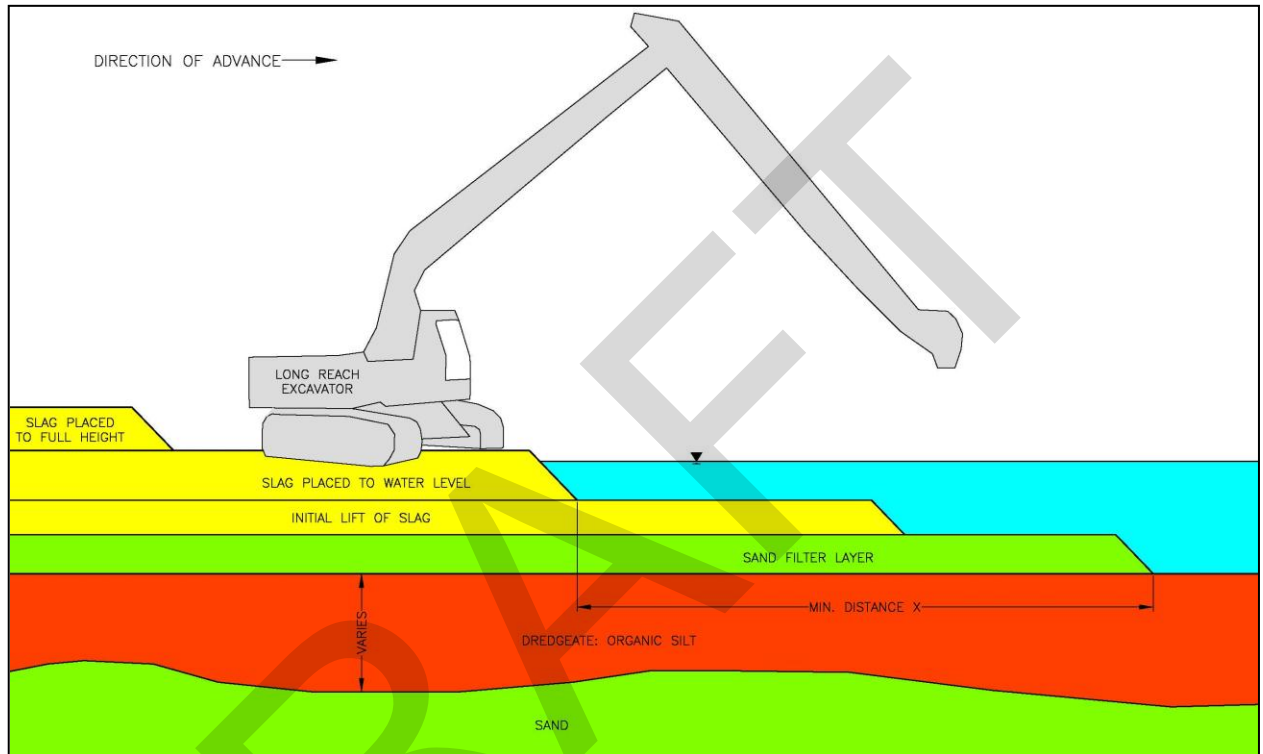 DIRECTION OF ADVANCE
LONG REACH
EXCAVATOR
SLAG PLACED
TO FULL HEIGHT
SLAG PLACED TO WATER LEVEL
INITIAL LIFT OF SLAG
SAND FILTER LAYER
VARIES
MIN. DISTANCE X
DREDGEATE: ORGANIC SILT
SAND
DRAFT